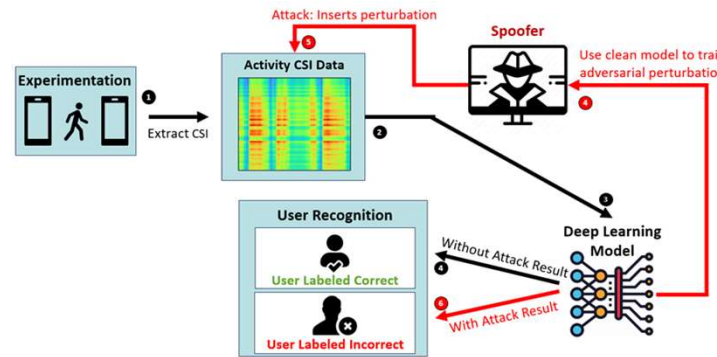 Attack: Inserts perturbation
Spoofer
5
Experimentation
Activity CSI Data
Use clean model to trai
adversarial perturbatio
1
4
Extract CSI
2
3
User Recognition
Deep Learning
Model
Without Attack Result
User Labeled Correct
4
6
With Attack Result
User Labeled Incorrect